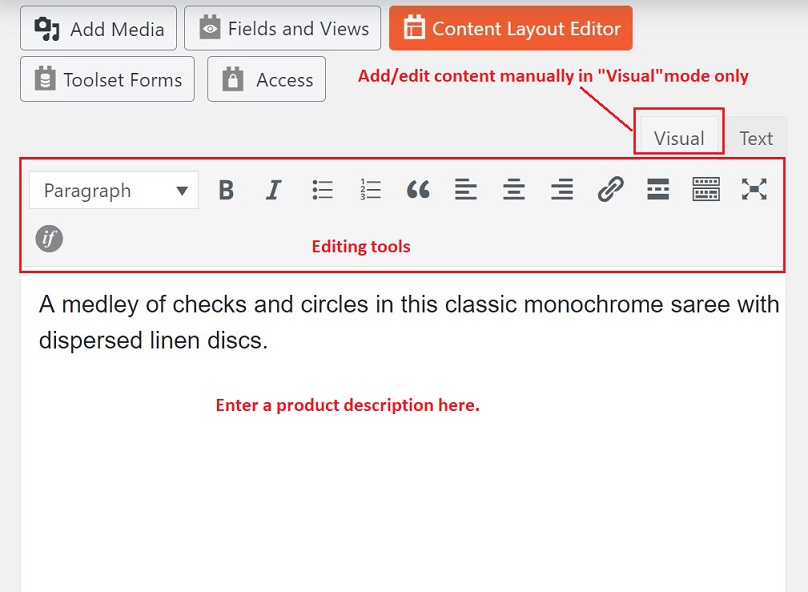 Add Media Fields and Views Content Layout Editor
Toolset Forms Access Add/edit content manually in "Visual"mode only
Visual Text
Paragraph B I
if Editing tools
A medley of checks and circles in this classic monochrome saree with
dispersed linen discs.
Enter a product description here.